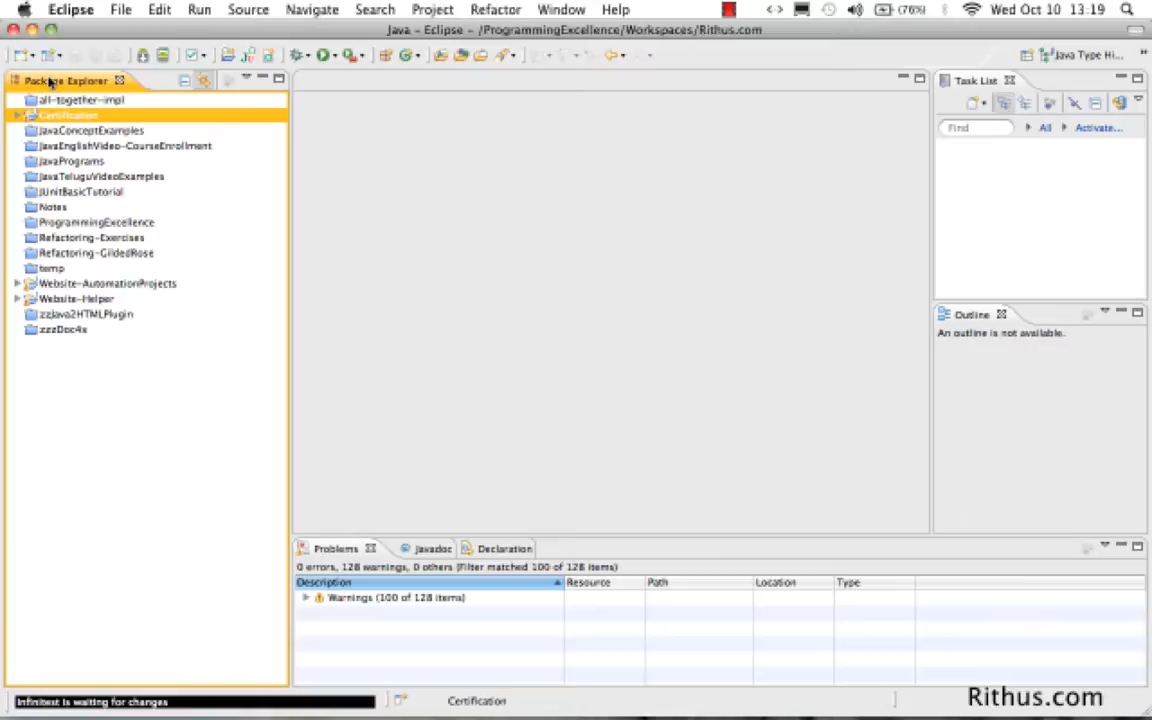 Eclipse File Edit Run Source Navigate Search Project Refactor Window Help (76%) Wed Oct 10 13:19
Java – Eclipse – /ProgrammingExcellence/Workspaces/Rithus.com
Java Type Hi...
Package Explorer
all-together-impl
Certification
JavaConceptExamples
JavaEnglishVideo-CourseEnrollment
JavaPrograms
JavaTeluguVideoExamples
JUnitBasicTutorial
Notes
ProgrammingExcellence
Refactoring-Exercises
Refactoring-GildedRose
temp
Website-AutomationProjects
Website-Helper
zzJava2HTMLPlugin
zzzDoc4x
Task List
Find All Activate...
Outline
An outline is not available.
Problems Javadoc Declaration
0 errors, 128 warnings, 0 others (Filter matched 100 of 128 items)
Description Resource Path Location Type
Warnings (100 of 128 items)
Infinitest is waiting for changes
Certification
Rithus.com